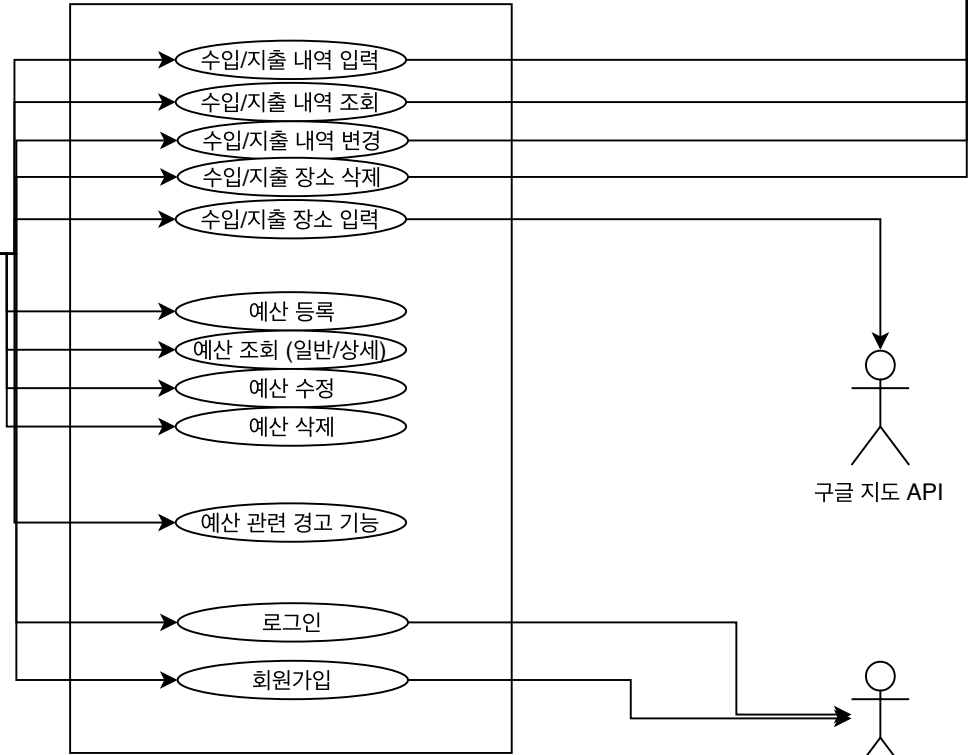 수입/지출 내역 입력
수입/지출 내역 조회
수입/지출 내역 변경
수입/지출 장소 삭제
수입/지출 장소 입력
예산 등록
예산 조회 (일반/상세)
예산 수정
예산 삭제
구글 지도 API
예산 관련 경고 기능
로그인
회원가입